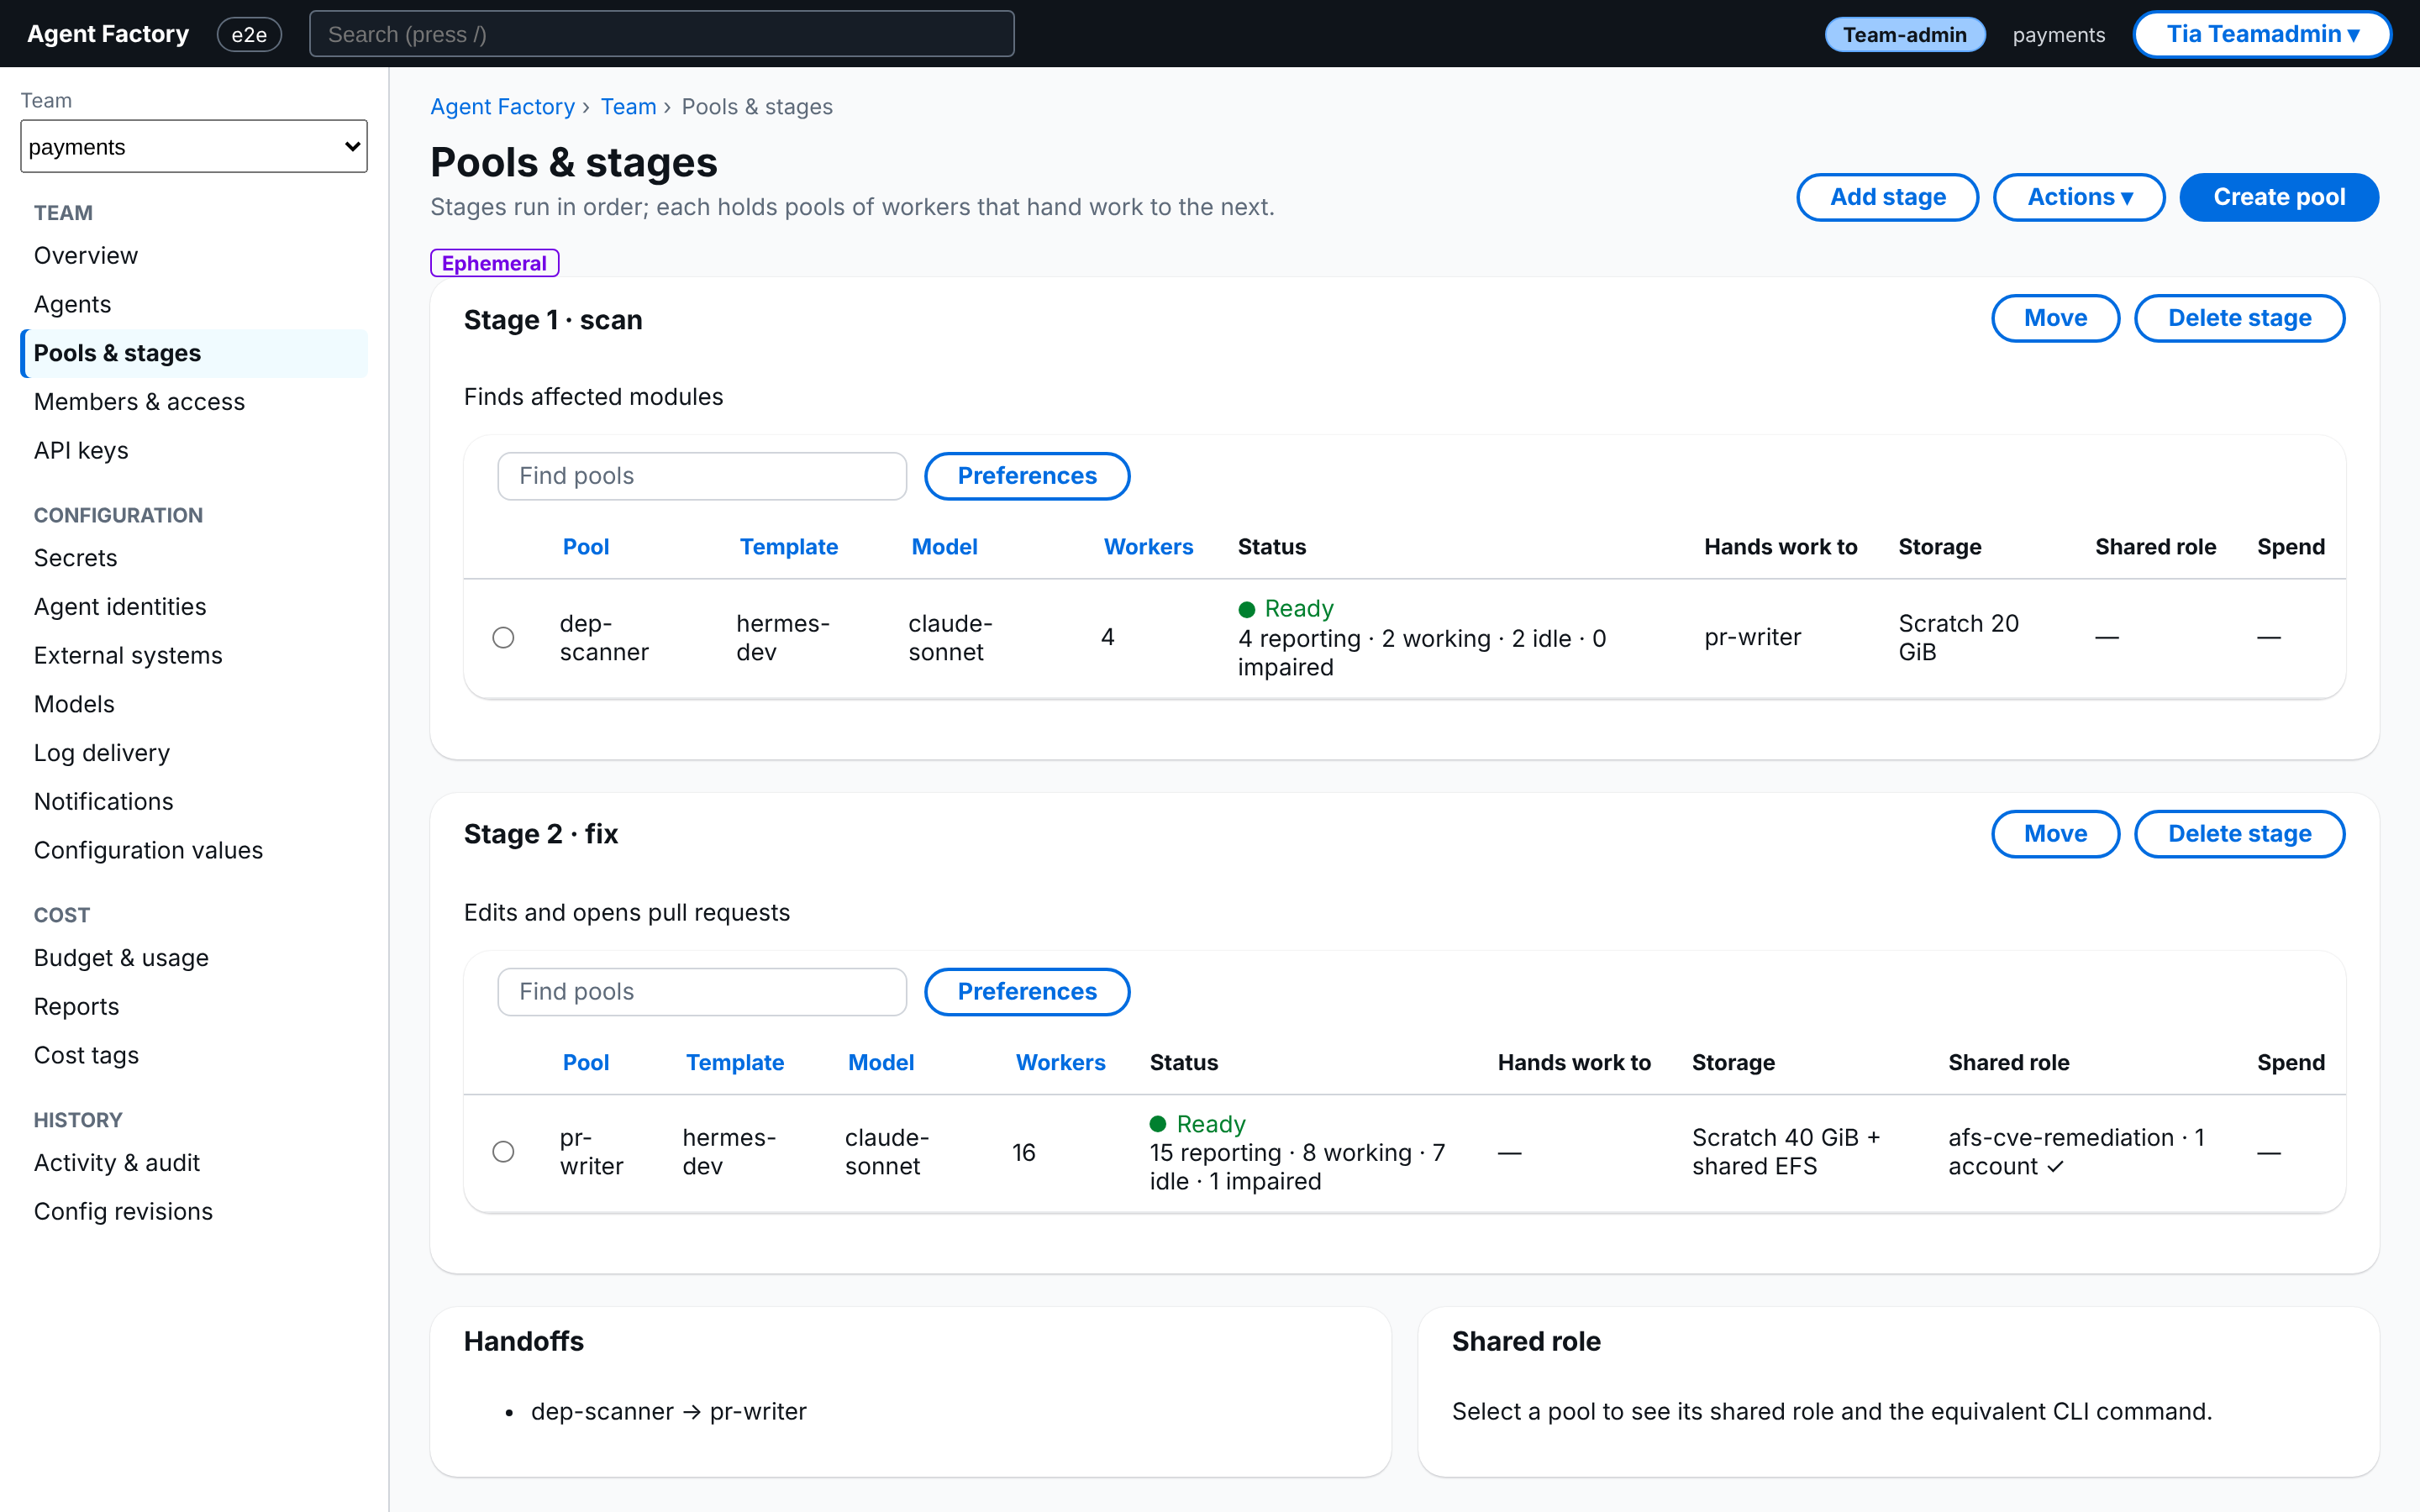 Agent Factory e2e Search (press /) Team-admin payments Tia Teamadmin ▾
Team
payments
TEAM
Overview
Agents
Pools & stages
Members & access
API keys
CONFIGURATION
Secrets
Agent identities
External systems
Models
Log delivery
Notifications
Configuration values
COST
Budget & usage
Reports
Cost tags
HISTORY
Activity & audit
Config revisions
Agent Factory › Team › Pools & stages
Pools & stages
Stages run in order; each holds pools of workers that hand work to the next.
Add stage Actions ▾ Create pool
Ephemeral
Stage 1 · scan Move Delete stage
Finds affected modules
Find pools Preferences
Pool Template Model Workers Status Hands work to Storage Shared role Spend
dep-
scanner
hermes-
dev
claude-
sonnet
4
Ready
4 reporting · 2 working · 2 idle · 0
impaired
pr-writer
Scratch 20
GiB
—
—
Stage 2 · fix Move Delete stage
Edits and opens pull requests
Find pools Preferences
Pool Template Model Workers Status Hands work to Storage Shared role Spend
pr-
writer
hermes-
dev
claude-
sonnet
16
Ready
15 reporting · 8 working · 7
idle · 1 impaired
—
Scratch 40 GiB +
shared EFS
afs-cve-remediation · 1
account ✓
—
Handoffs
• dep-scanner → pr-writer
Shared role
Select a pool to see its shared role and the equivalent CLI command.